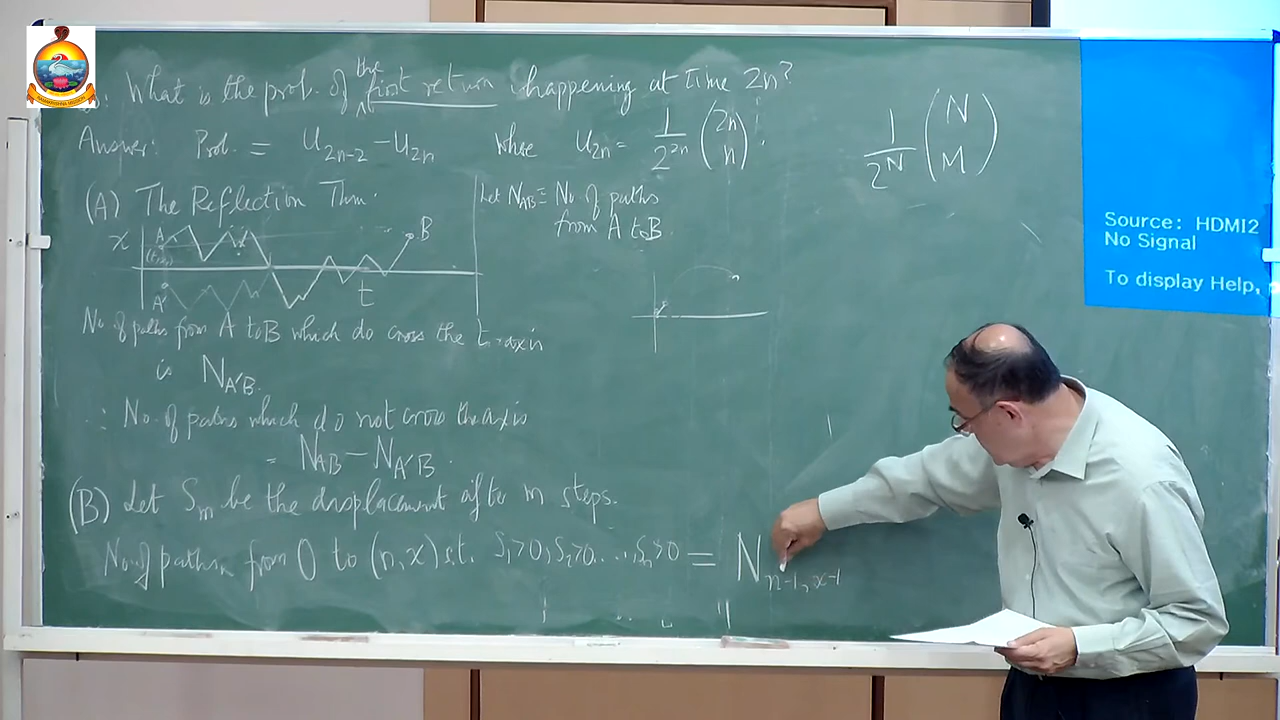 What is the prob. of the first return happening at time 2n?
Answer: Prob. = U_{2n-2} - U_{2n} where U_{2n} = \frac{1}{2^{2n}} \binom{2n}{n}.
\frac{1}{2^N} \binom{N}{M}
(A) The Reflection Thm.
Let N_{AB} ≡ No of paths
from A to B.
x A B
A' t
No of paths from A to B which do cross the t-axis
is N_{A'B}.
∴ No. of paths which do not cross the axis
= N_{AB} - N_{A'B}.
(B) Let S_m be the displacement after m steps.
No. of paths from O to (n, x) s.t. S_1>0, S_2>0. . ., S_n>0 = N_{n-1, x-1}
Source: HDMI2
No Signal
To display Help,